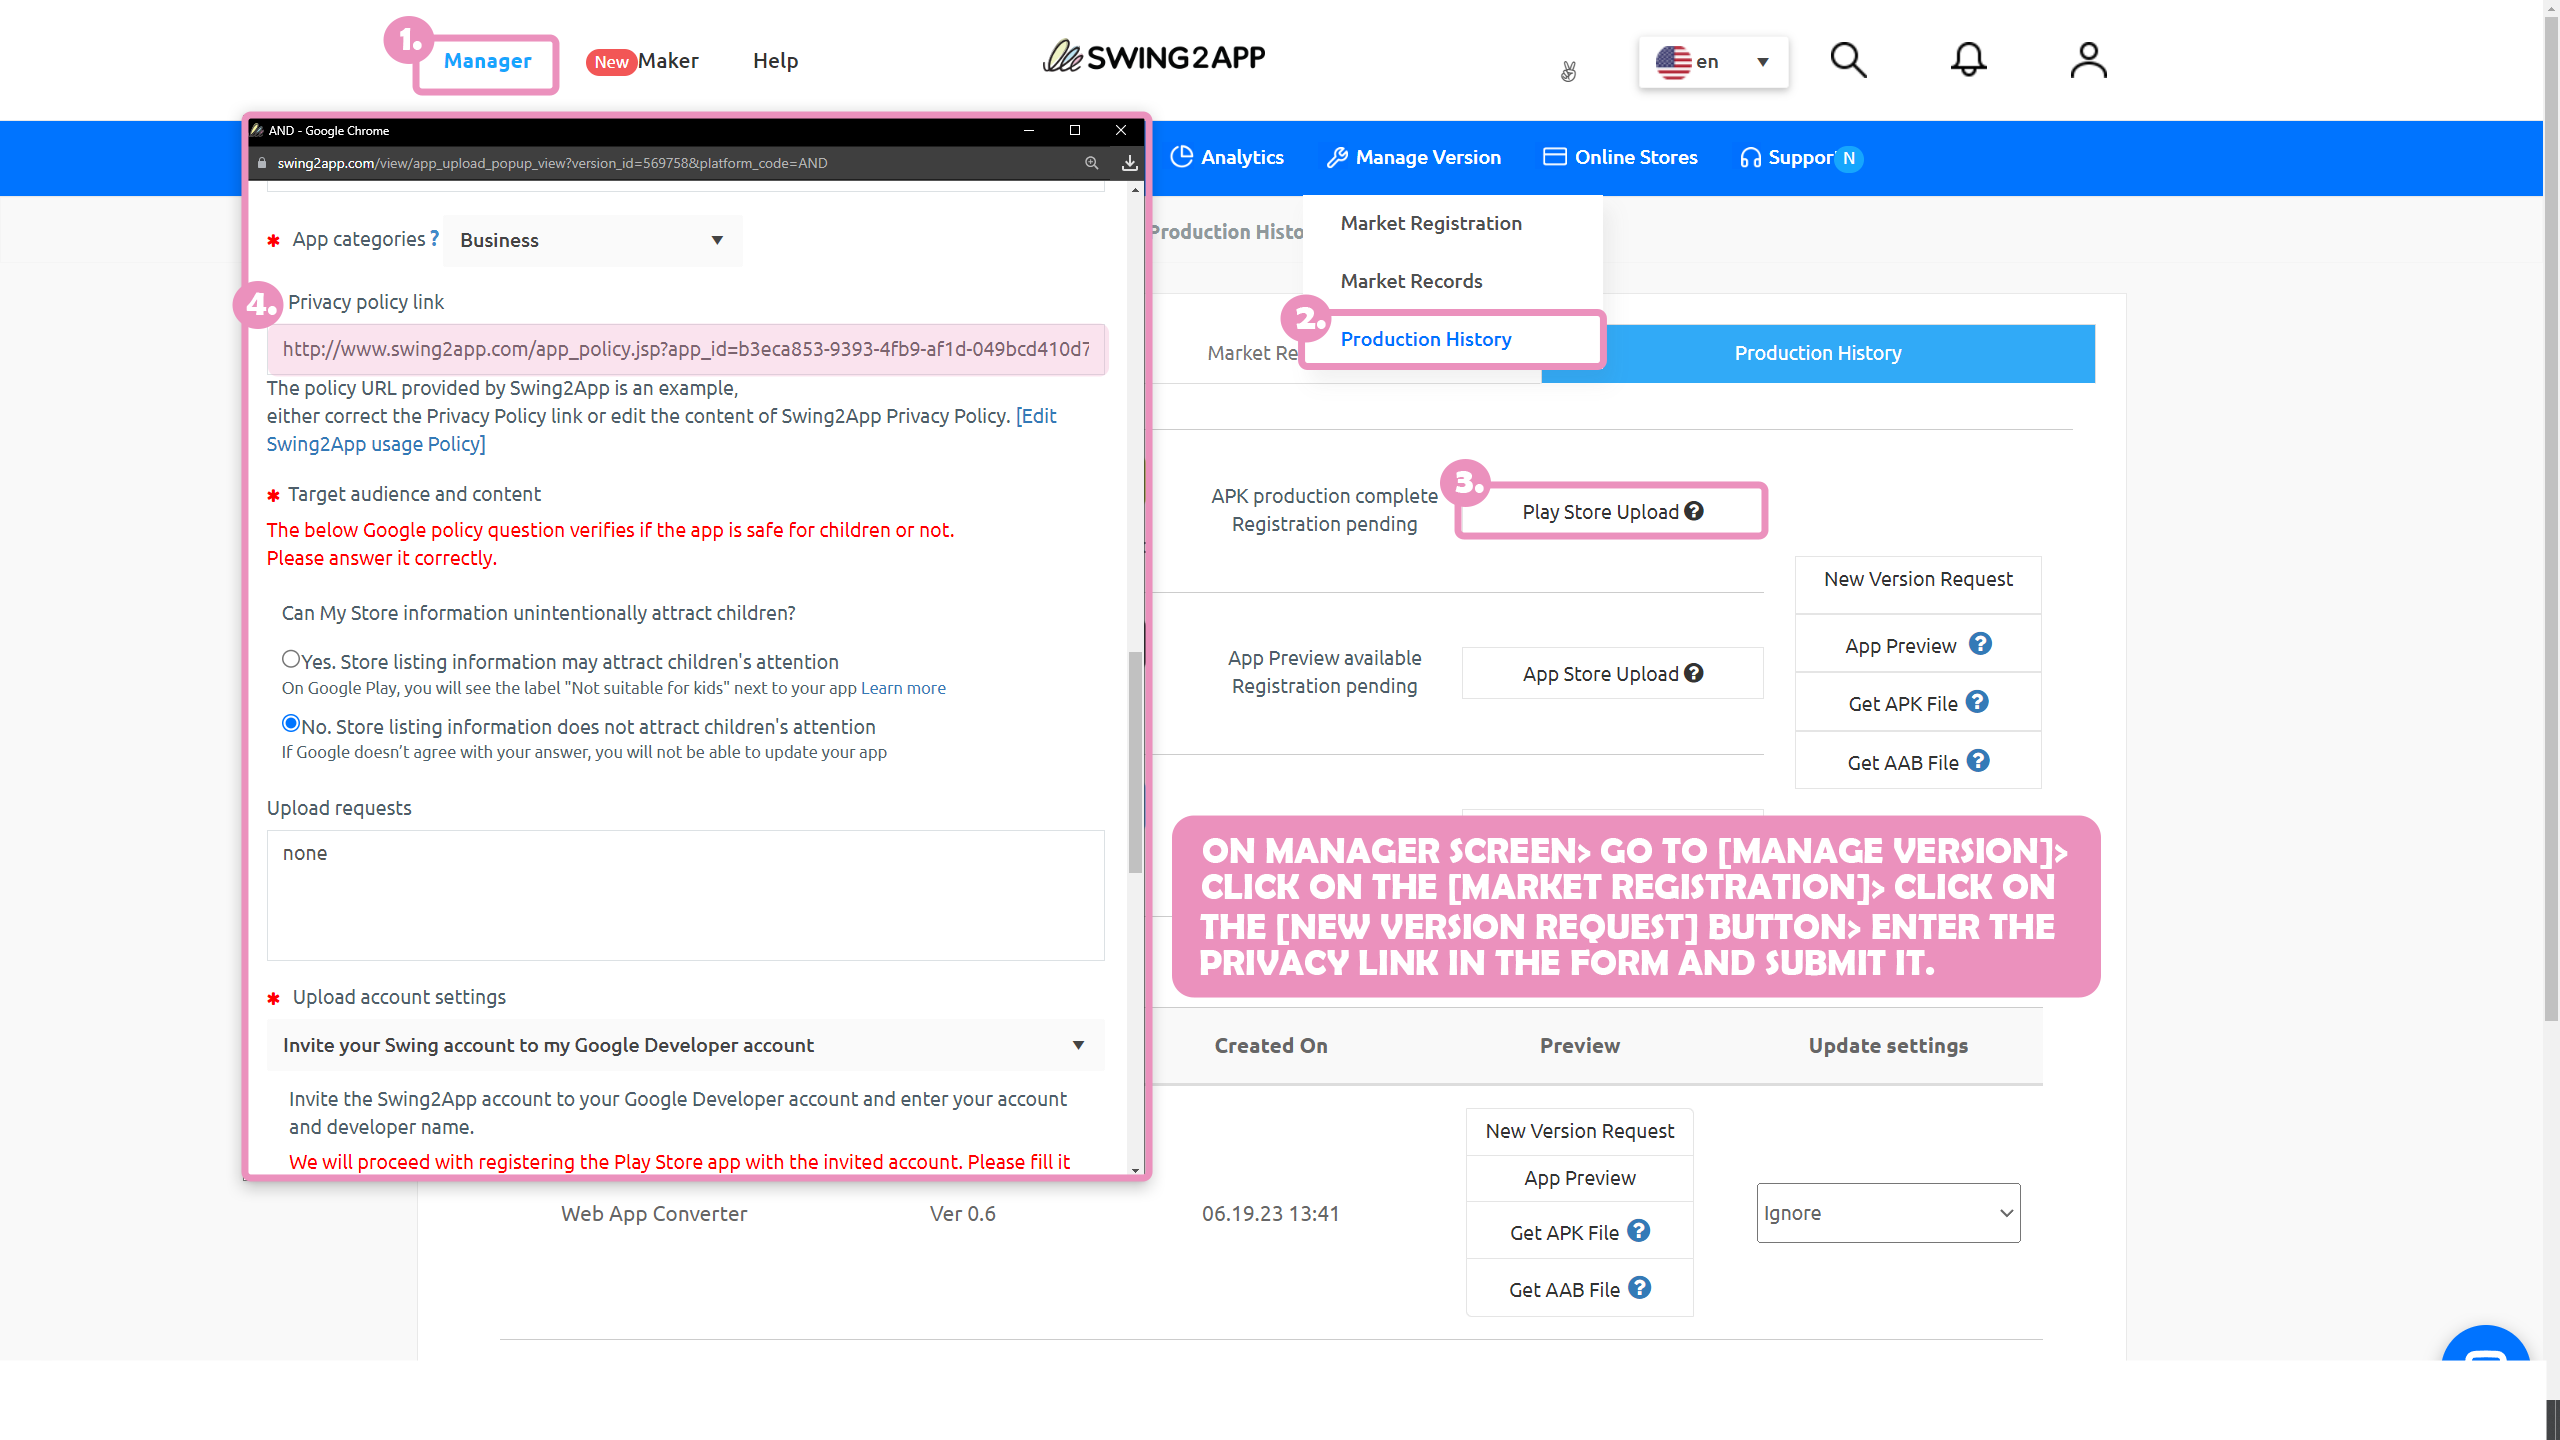 1.
Manager
New Maker
Help
SWING2APP
en
AND - Google Chrome
swing2app.com/view/app_upload_popup_view?version_id=569758&platform_code=AND
Analytics
Manage Version
Online Stores
Suppor N
* App categories ? Business
4. Privacy policy link
http://www.swing2app.com/app_policy.jsp?app_id=b3eca853-9393-4fb9-af1d-049bcd410d7
The policy URL provided by Swing2App is an example,
either correct the Privacy Policy link or edit the content of Swing2App Privacy Policy. [Edit
Swing2App usage Policy]
* Target audience and content
The below Google policy question verifies if the app is safe for children or not.
Please answer it correctly.
Can My Store information unintentionally attract children?
Yes. Store listing information may attract children's attention
On Google Play, you will see the label "Not suitable for kids" next to your app Learn more
No. Store listing information does not attract children's attention
If Google doesn’t agree with your answer, you will not be able to update your app
Upload requests
none
* Upload account settings
Invite your Swing account to my Google Developer account
Invite the Swing2App account to your Google Developer account and enter your account
and developer name.
We will proceed with registering the Play Store app with the invited account. Please fill it
Production Histo
Market Registration
Market Records
2.
Production History
Market Re
Production History
APK production complete
Registration pending
3.
Play Store Upload ?
App Preview available
Registration pending
App Store Upload ?
New Version Request
App Preview ?
Get APK File ?
Get AAB File ?
ON MANAGER SCREEN> GO TO [MANAGE VERSION]>
CLICK ON THE [MARKET REGISTRATION]> CLICK ON
THE [NEW VERSION REQUEST] BUTTON> ENTER THE
PRIVACY LINK IN THE FORM AND SUBMIT IT.
Created On
Preview
Update settings
Web App Converter
Ver 0.6
06.19.23 13:41
New Version Request
App Preview
Get APK File ?
Get AAB File ?
Ignore